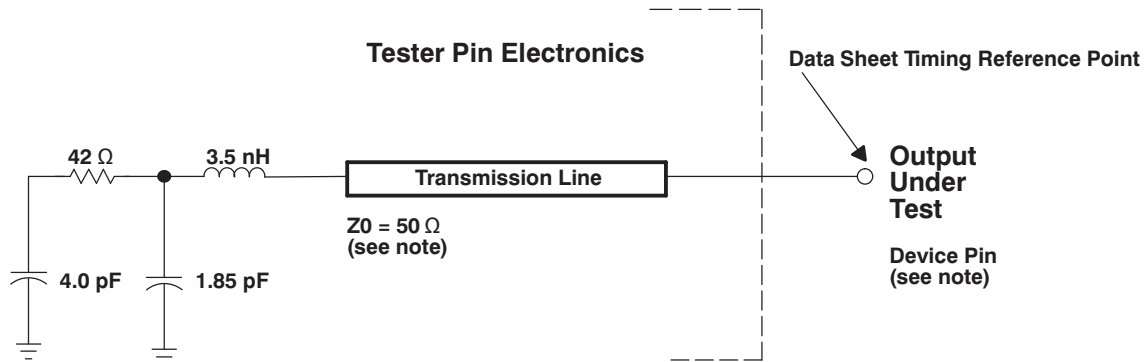 Tester Pin Electronics
Data Sheet Timing Reference Point
42 Ω
3.5 nH
Transmission Line
Output
Under
Test
Z0 = 50 Ω
(see note)
Device Pin
(see note)
4.0 pF
1.85 pF